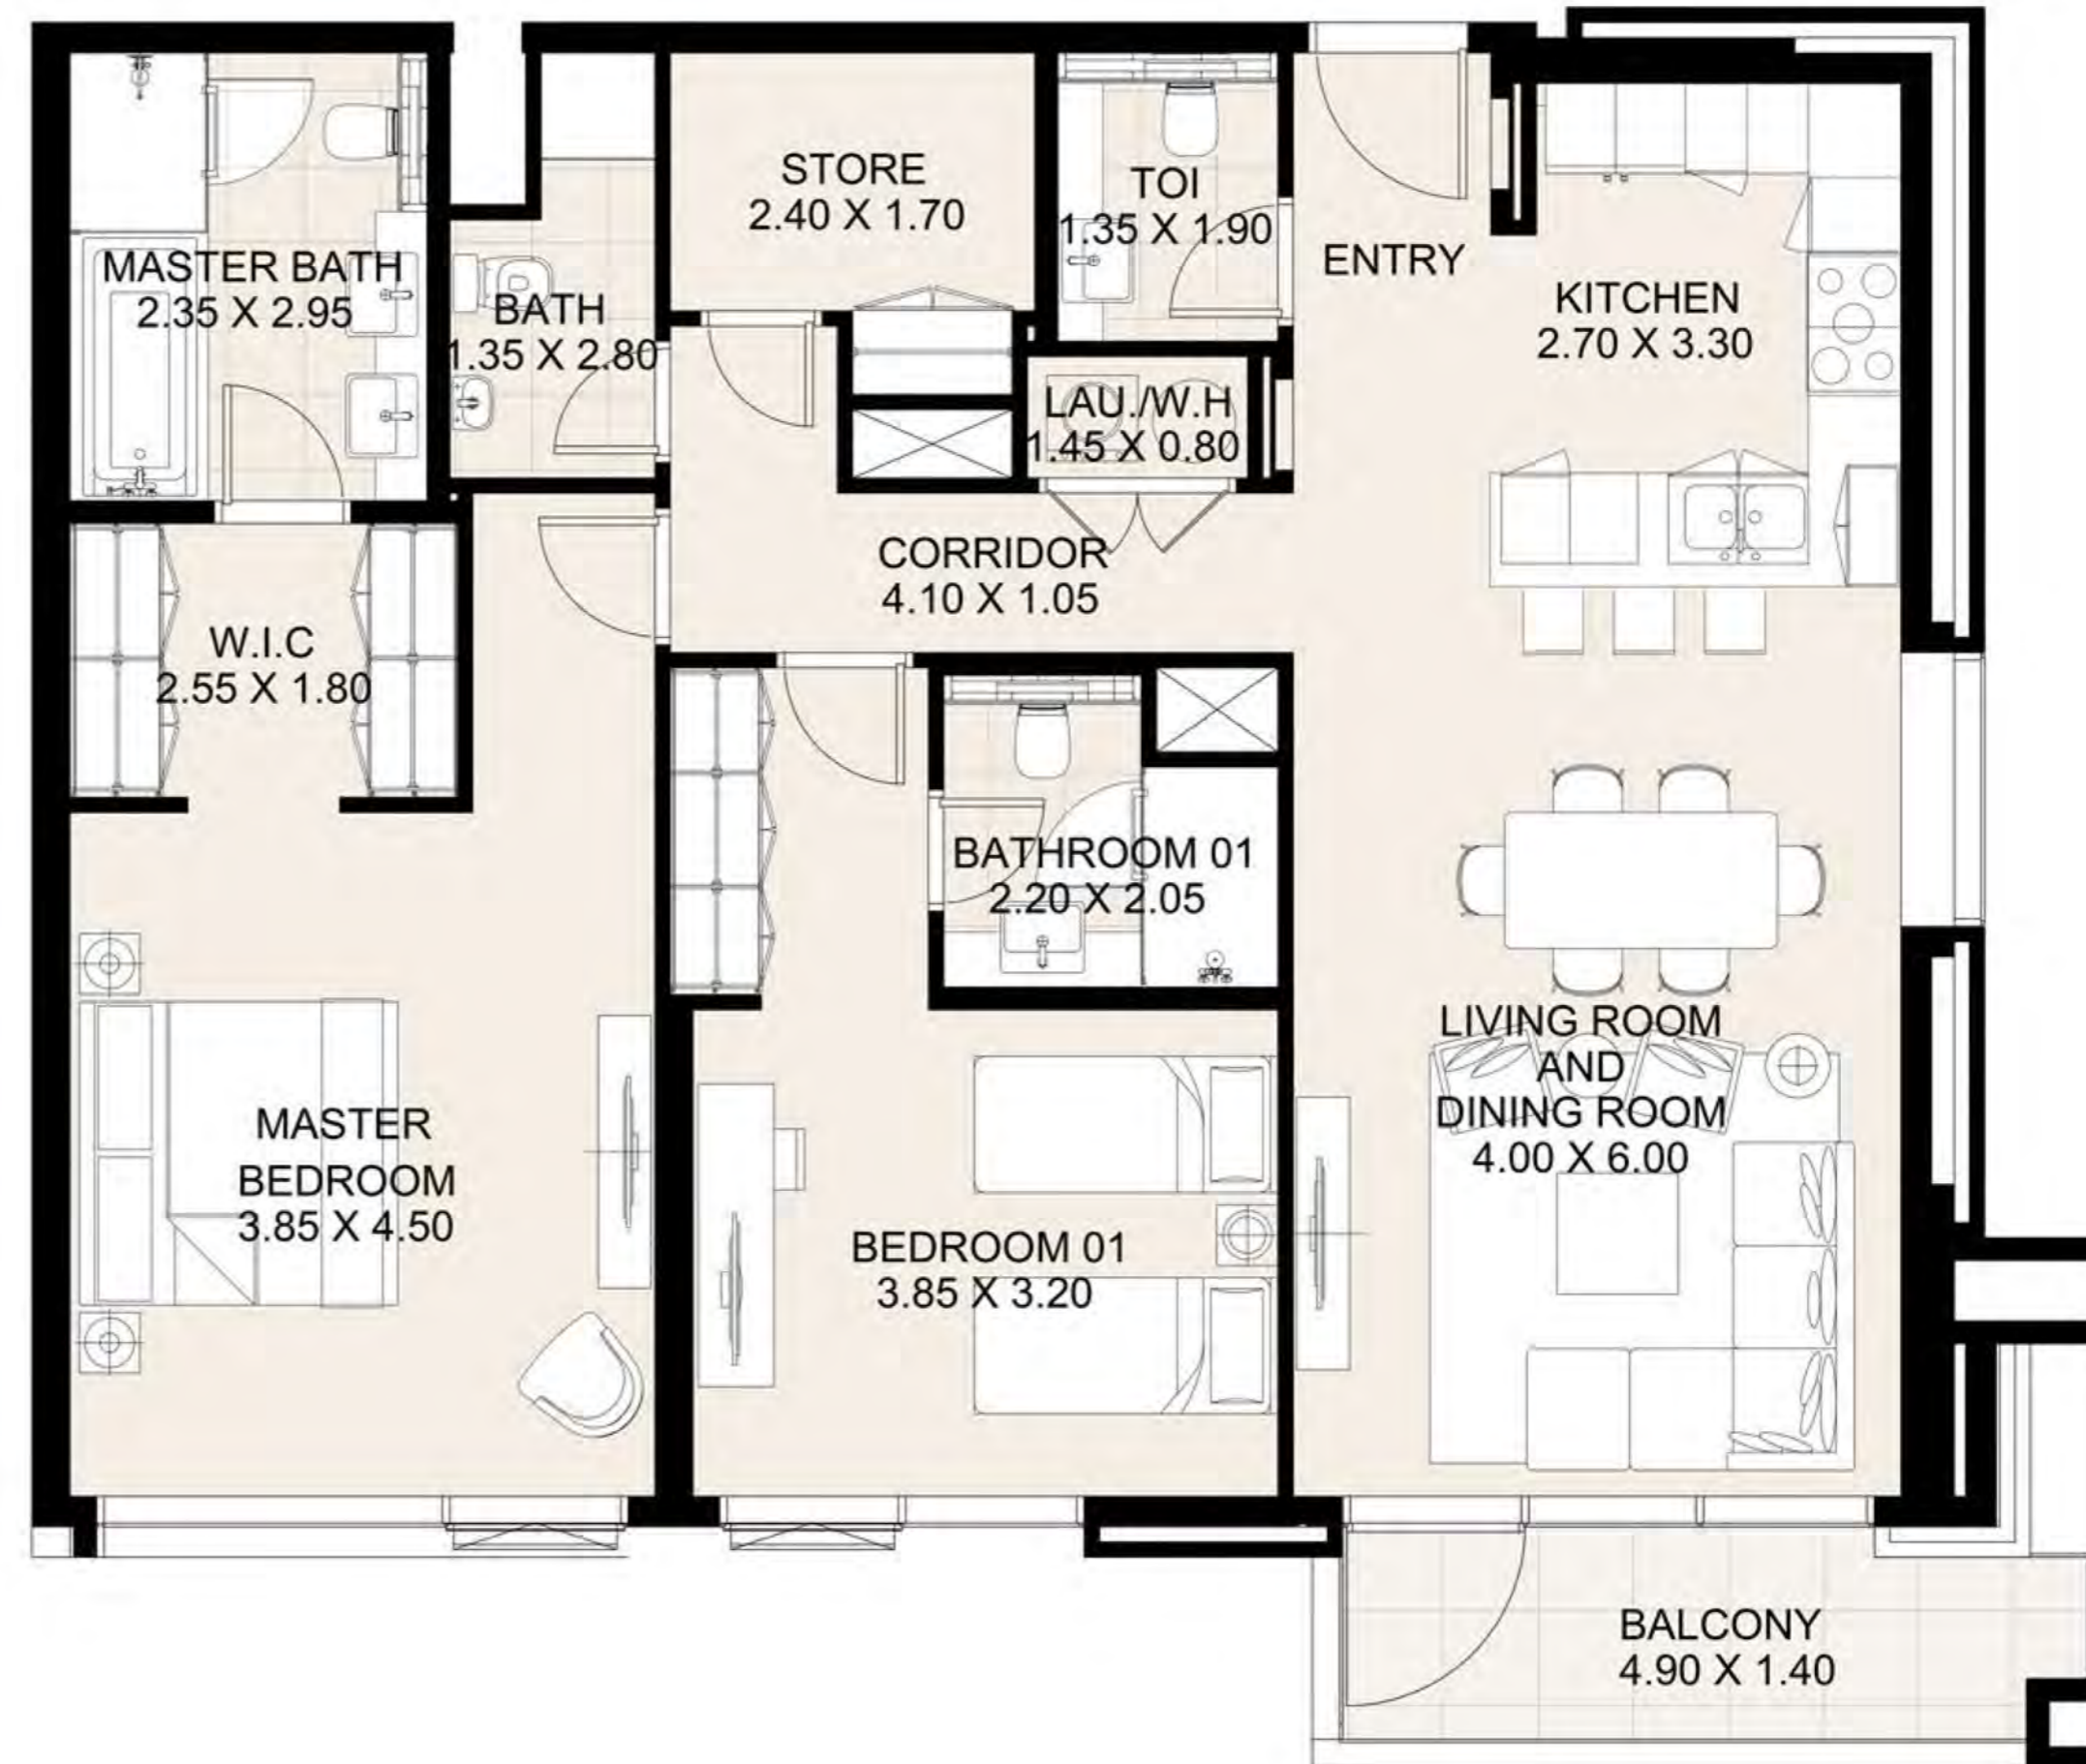 MASTER BATH
2.35 X 2.95
BATH
1.35 X 2.80
STORE
2.40 X 1.70
TOI
1.35 X 1.90
ENTRY
KITCHEN
2.70 X 3.30
LAU./W.H
1.45 X 0.80
CORRIDOR
4.10 X 1.05
W.I.C
2.55 X 1.80
BATHROOM 01
2.20 X 2.05
LIVING ROOM
AND
DINING ROOM
4.00 X 6.00
MASTER
BEDROOM
3.85 X 4.50
BEDROOM 01
3.85 X 3.20
BALCONY
4.90 X 1.40